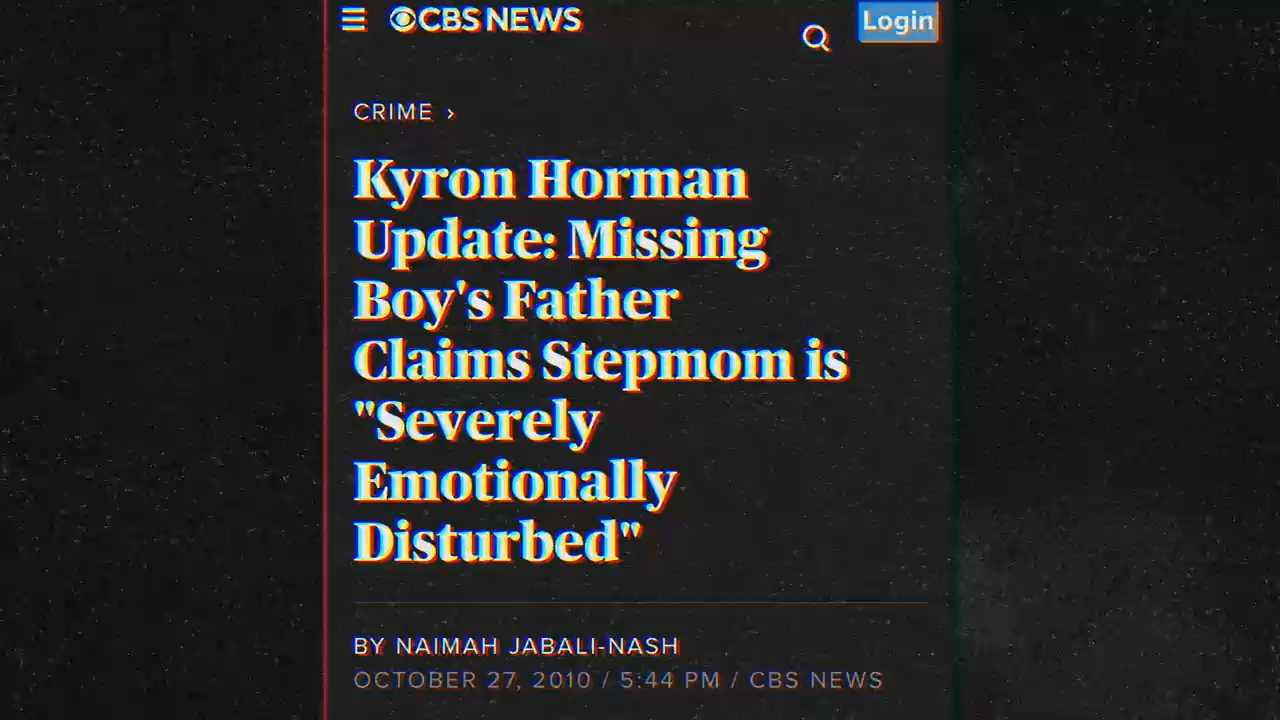 CBS NEWS
Login
CRIME ›
Kyron Horman
Update: Missing
Boy's Father
Claims Stepmom is
"Severely
Emotionally
Disturbed"
BY NAIMAH JABALI-NASH
OCTOBER 27, 2010 / 5:44 PM / CBS NEWS